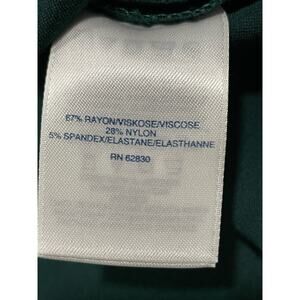 67% RAYON/VISKOSE/VISCOSE
28% NYLON
5% SPANDEX/ELASTANE/ELASTHANNE
RN 62830